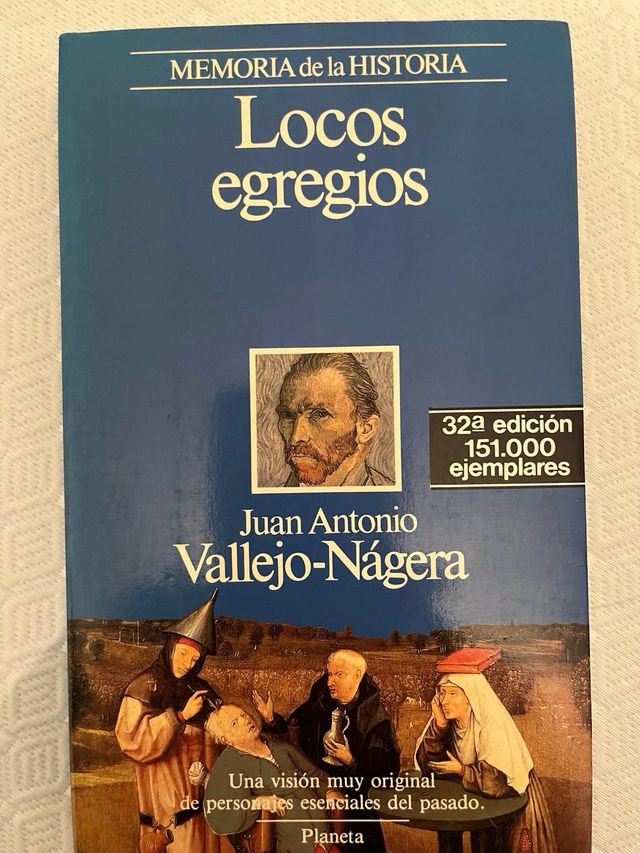 MEMORIA de la HISTORIA
Locos
egregios
32ª edición
151.000
ejemplares
Juan Antonio
Vallejo-Nágera
Una visión muy original
de personajes esenciales del pasado.
Planeta